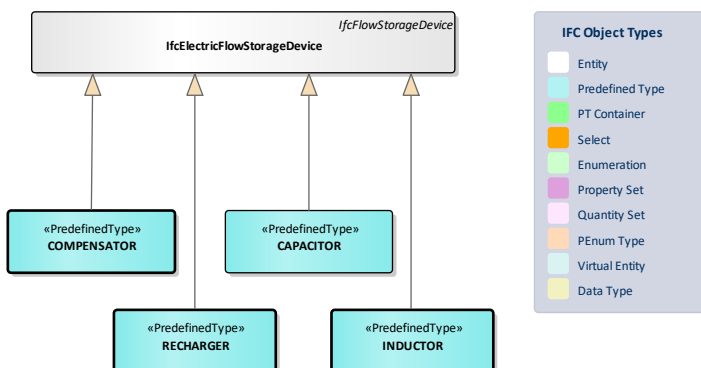 IfcFlowStorageDevice
IfcElectricFlowStorageDevice
«PredefinedType»
COMPENSATOR
«PredefinedType»
CAPACITOR
«PredefinedType»
RECHARGER
«PredefinedType»
INDUCTOR
IFC Object Types
Entity
Predefined Type
PT Container
Select
Enumeration
Property Set
Quantity Set
PEnum Type
Virtual Entity
Data Type